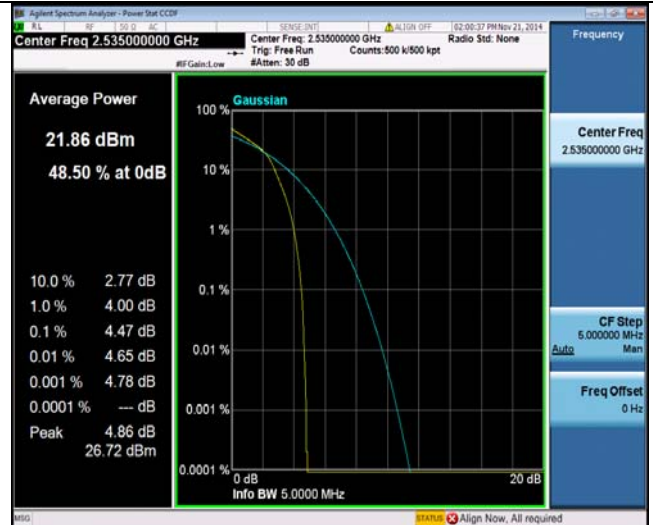 Agilent Spectrum Analyzer - Power Stat CCDF
RL RF 50 Ω AC SENSE:INT ALIGN OFF 02:00:37 PM Nov 21, 2014
Center Freq 2.535000000 GHz
Center Freq: 2.535000000 GHz Radio Std: None
Trig: Free Run Counts:500 k/500 kpt
#IFGain:Low #Atten: 30 dB
Frequency
Average Power
21.86 dBm
48.50 % at 0dB
10.0 % 2.77 dB
1.0 % 4.00 dB
0.1 % 4.47 dB
0.01 % 4.65 dB
0.001 % 4.78 dB
0.0001 % --- dB
Peak 4.86 dB
26.72 dBm
Gaussian
100 %
10 %
1 %
0.1 %
0.01 %
0.001 %
0.0001 %
0 dB 20 dB
Info BW 5.0000 MHz
Center Freq
2.535000000 GHz
CF Step
5.000000 MHz
Auto Man
Freq Offset
0 Hz
MSG STATUS Align Now, All required